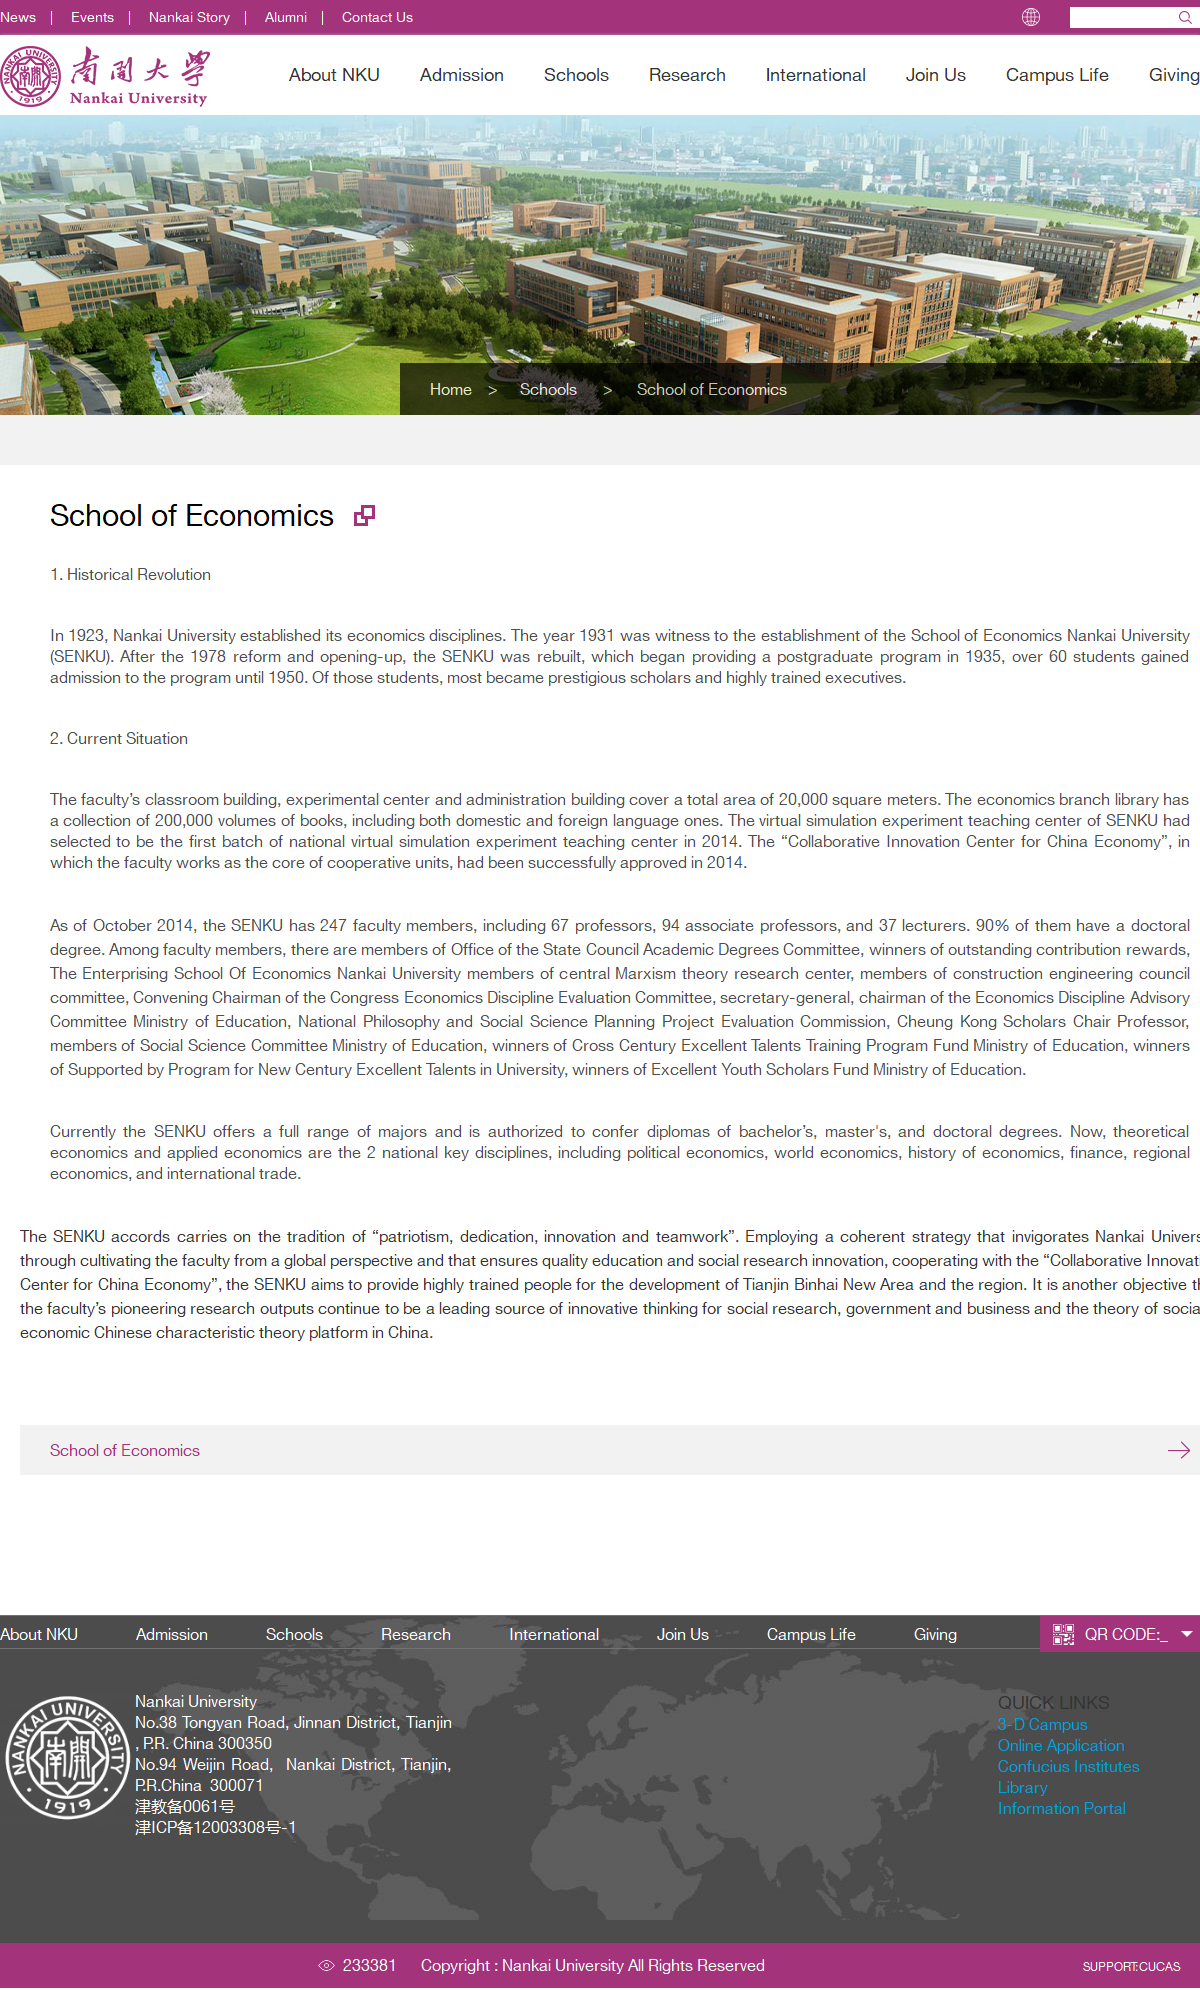 News | Events | Nankai Story | Alumni | Contact Us
NANKAI UNIVERSITY
1919
南開大學
Nankai University
About NKU Admission Schools Research International Join Us Campus Life Giving
Home > Schools > School of Economics
School of Economics
1. Historical Revolution
In 1923, Nankai University established its economics disciplines. The year 1931 was witness to the establishment of the School of Economics Nankai University
(SENKU). After the 1978 reform and opening-up, the SENKU was rebuilt, which began providing a postgraduate program in 1935, over 60 students gained
admission to the program until 1950. Of those students, most became prestigious scholars and highly trained executives.
2. Current Situation
The faculty’s classroom building, experimental center and administration building cover a total area of 20,000 square meters. The economics branch library has
a collection of 200,000 volumes of books, including both domestic and foreign language ones. The virtual simulation experiment teaching center of SENKU had
selected to be the first batch of national virtual simulation experiment teaching center in 2014. The “Collaborative Innovation Center for China Economy”, in
which the faculty works as the core of cooperative units, had been successfully approved in 2014.
As of October 2014, the SENKU has 247 faculty members, including 67 professors, 94 associate professors, and 37 lecturers. 90% of them have a doctoral
degree. Among faculty members, there are members of Office of the State Council Academic Degrees Committee, winners of outstanding contribution rewards,
The Enterprising School Of Economics Nankai University members of central Marxism theory research center, members of construction engineering council
committee, Convening Chairman of the Congress Economics Discipline Evaluation Committee, secretary-general, chairman of the Economics Discipline Advisory
Committee Ministry of Education, National Philosophy and Social Science Planning Project Evaluation Commission, Cheung Kong Scholars Chair Professor,
members of Social Science Committee Ministry of Education, winners of Cross Century Excellent Talents Training Program Fund Ministry of Education, winners
of Supported by Program for New Century Excellent Talents in University, winners of Excellent Youth Scholars Fund Ministry of Education.
Currently the SENKU offers a full range of majors and is authorized to confer diplomas of bachelor’s, master's, and doctoral degrees. Now, theoretical
economics and applied economics are the 2 national key disciplines, including political economics, world economics, history of economics, finance, regional
economics, and international trade.
The SENKU accords carries on the tradition of “patriotism, dedication, innovation and teamwork”. Employing a coherent strategy that invigorates Nankai Univers
through cultivating the faculty from a global perspective and that ensures quality education and social research innovation, cooperating with the “Collaborative Innovati
Center for China Economy”, the SENKU aims to provide highly trained people for the development of Tianjin Binhai New Area and the region. It is another objective th
the faculty’s pioneering research outputs continue to be a leading source of innovative thinking for social research, government and business and the theory of socia
economic Chinese characteristic theory platform in China.
School of Economics
About NKU Admission Schools Research International Join Us Campus Life Giving QR CODE:_
NANKAI UNIVERSITY
南開
1919
Nankai University
No.38 Tongyan Road, Jinnan District, Tianjin
, P.R. China 300350
No.94 Weijin Road, Nankai District, Tianjin,
P.R.China 300071
津教备0061号
津ICP备12003308号-1
QUICK LINKS
3-D Campus
Online Application
Confucius Institutes
Library
Information Portal
233381 Copyright : Nankai University All Rights Reserved SUPPORT:CUCAS